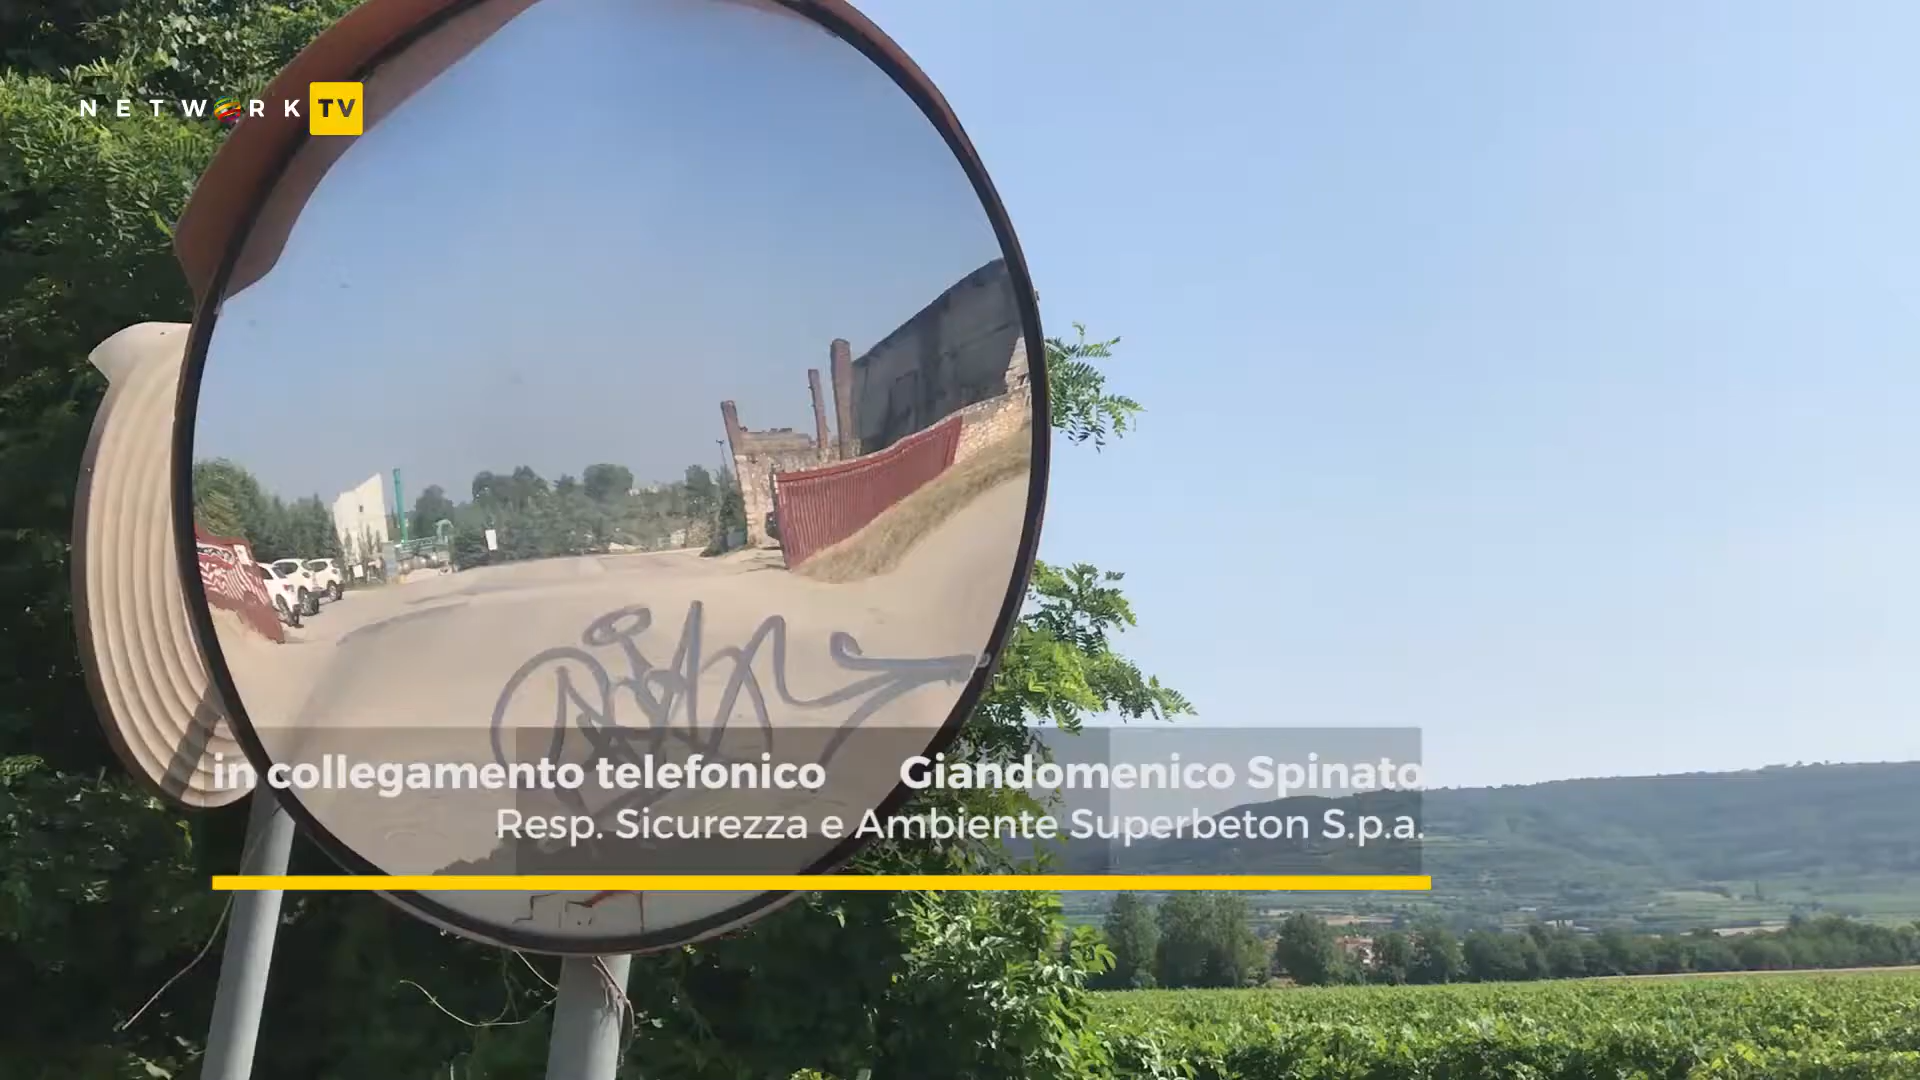 NETWORK TV
in collegamento telefonico Giandomenico Spinato
Resp. Sicurezza e Ambiente Superbeton S.p.a.